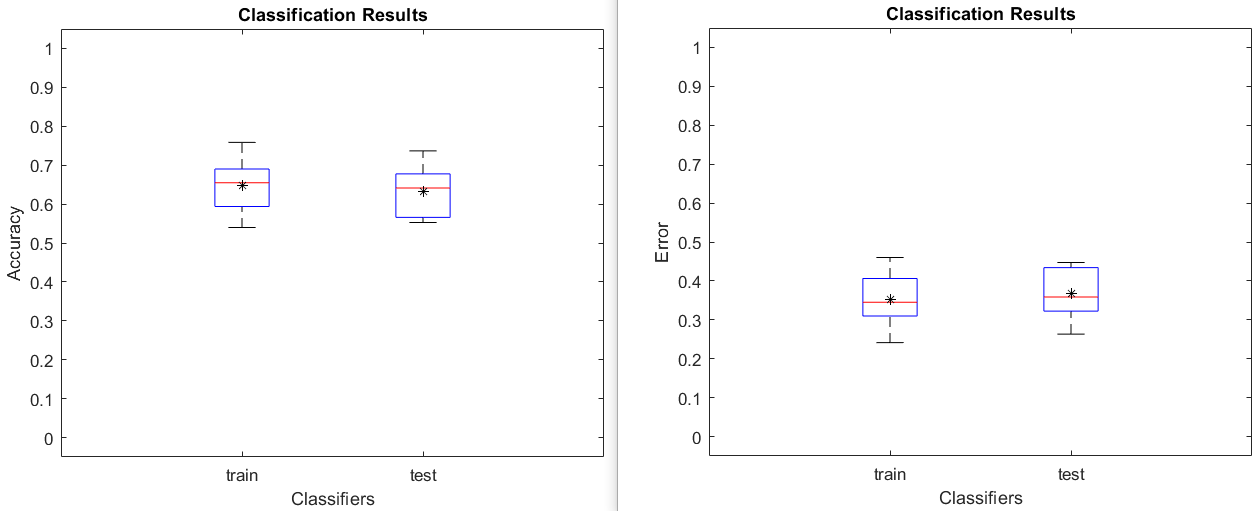 Classification Results
1
0.9
0.8
0.7
0.6
0.5
0.4
0.3
0.2
0.1
0
Accuracy
train
test
Classifiers
Classification Results
1
0.9
0.8
0.7
0.6
0.5
0.4
0.3
0.2
0.1
0
Error
train
test
Classifiers